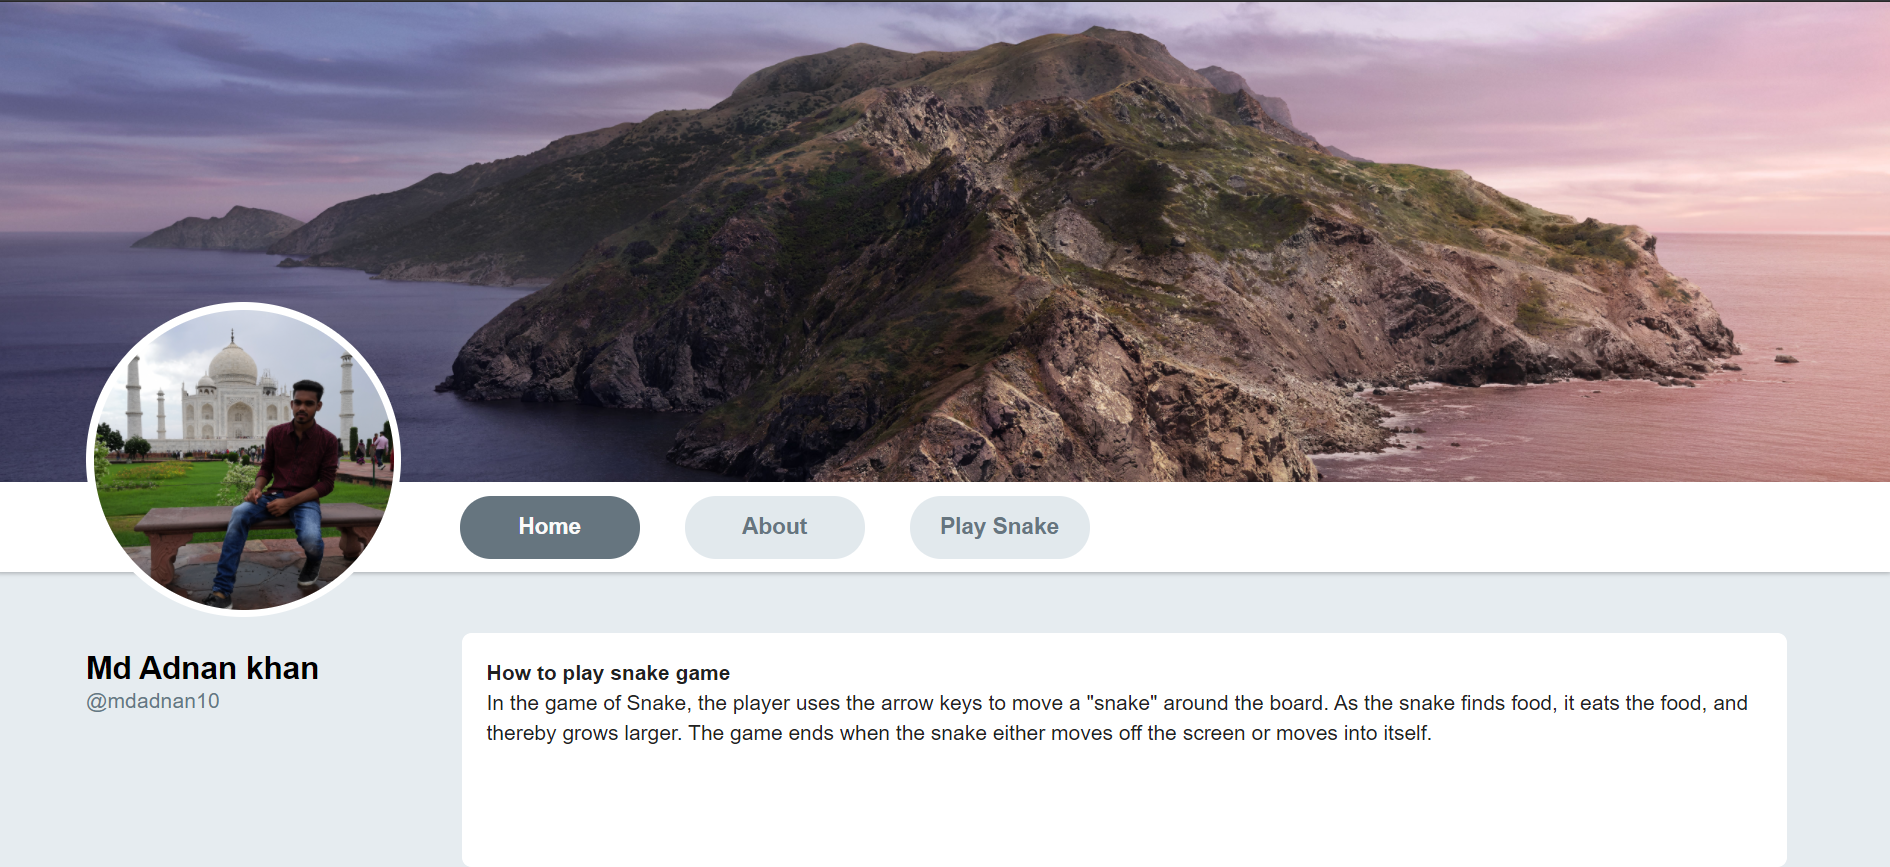 Home
About
Play Snake
Md Adnan khan
@mdadnan10
How to play snake game
In the game of Snake, the player uses the arrow keys to move a "snake" around the board. As the snake finds food, it eats the food, and
thereby grows larger. The game ends when the snake either moves off the screen or moves into itself.